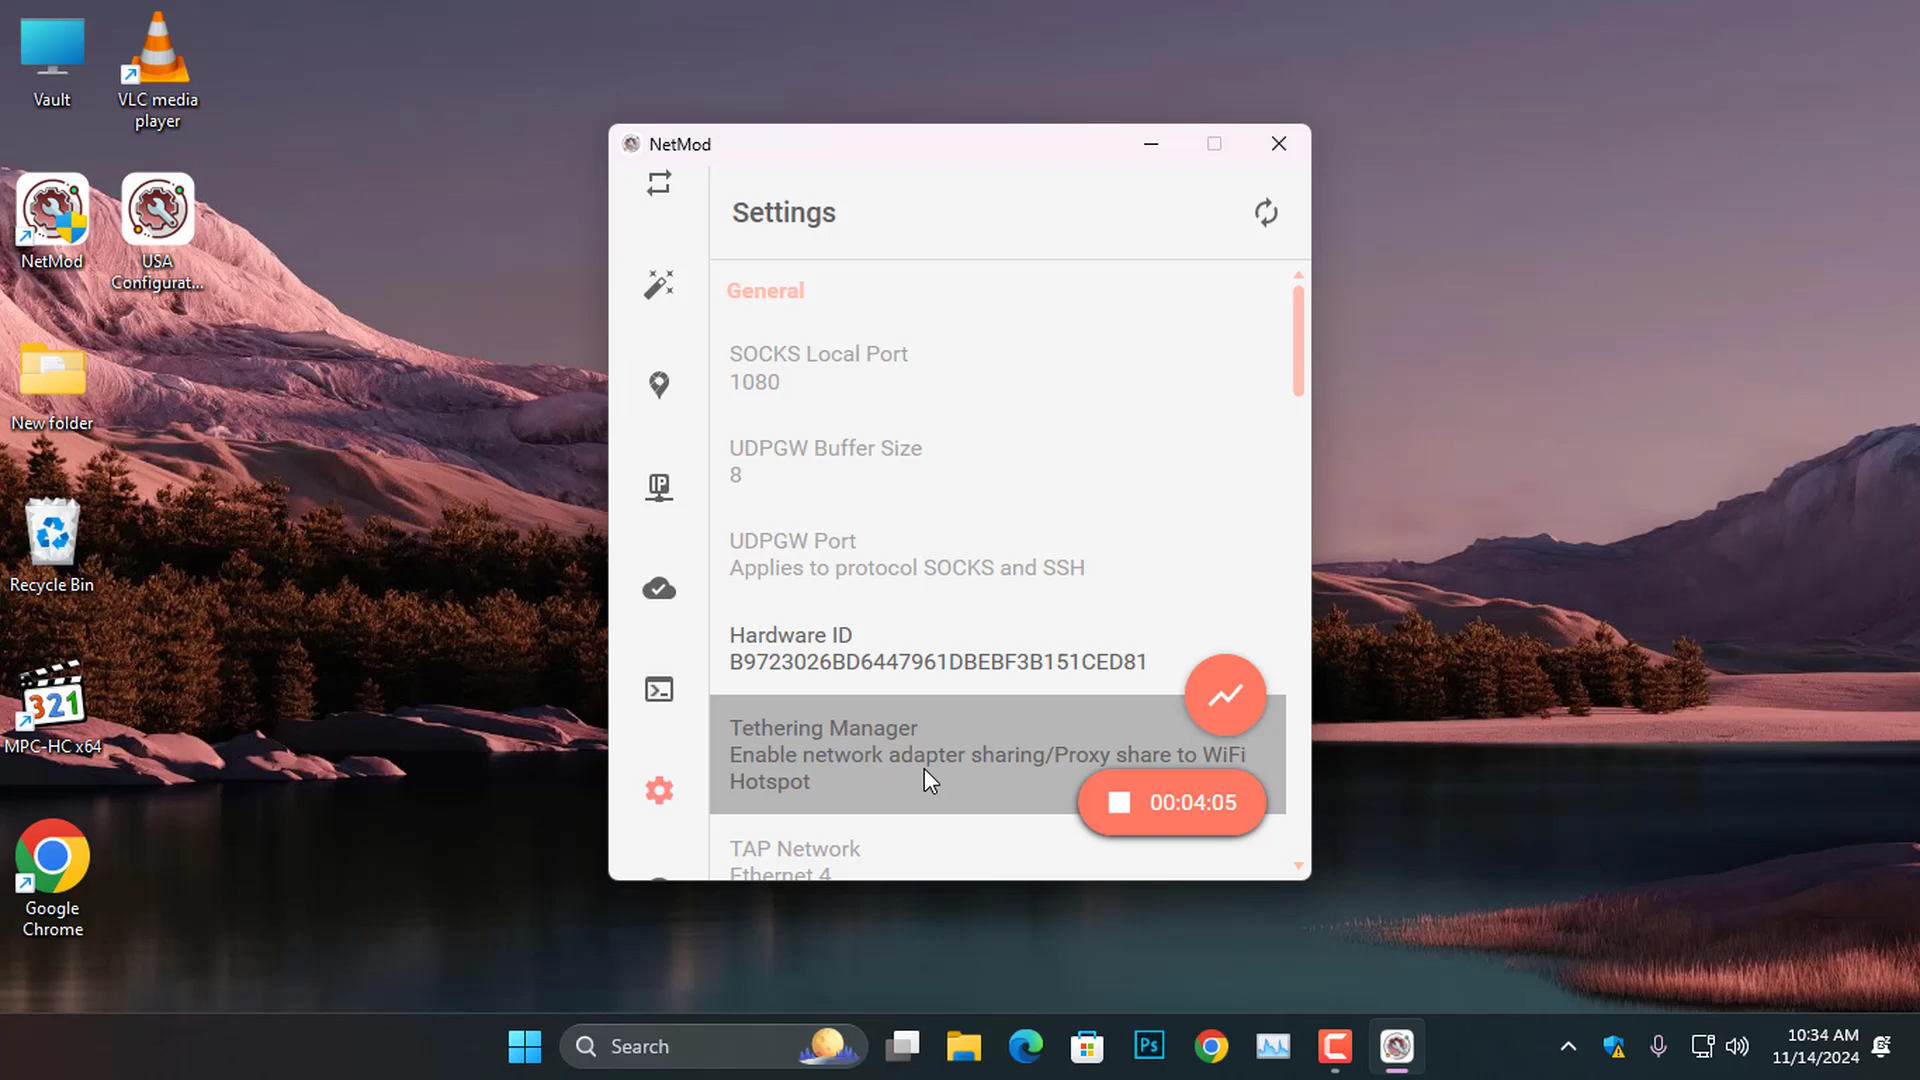 Vault
VLC media
player
NetMod
USA
Configurat...
New folder
Recycle Bin
321
MPC-HC x64
Google
Chrome
NetMod
Settings
General
SOCKS Local Port
1080
UDPGW Buffer Size
8
UDPGW Port
Applies to protocol SOCKS and SSH
Hardware ID
B9723026BD6447961DBEBF3B151CED81
Tethering Manager
Enable network adapter sharing/Proxy share to WiFi
Hotspot
00:04:05
TAP Network
Ethernet 4
IP
Search
Ps
10:34 AM
11/14/2024